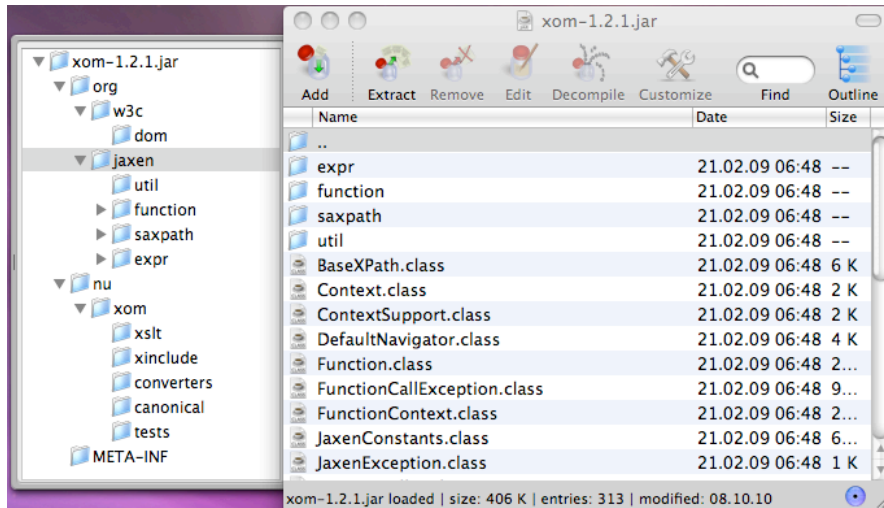 xom-1.2.1.jar
org
w3c
dom
jaxen
util
function
saxpath
expr
nu
xom
xslt
xinclude
converters
canonical
tests
META-INF
xom-1.2.1.jar
Add Extract Remove Edit Decompile Customize Find Outline
Name Date Size
..
expr 21.02.09 06:48 --
function 21.02.09 06:48 --
saxpath 21.02.09 06:48 --
util 21.02.09 06:48 --
BaseXPath.class 21.02.09 06:48 6 K
Context.class 21.02.09 06:48 2 K
ContextSupport.class 21.02.09 06:48 2 K
DefaultNavigator.class 21.02.09 06:48 4 K
Function.class 21.02.09 06:48 2...
FunctionCallException.class 21.02.09 06:48 9...
FunctionContext.class 21.02.09 06:48 2...
JaxenConstants.class 21.02.09 06:48 6...
JaxenException.class 21.02.09 06:48 1 K
xom-1.2.1.jar loaded | size: 406 K | entries: 313 | modified: 08.10.10